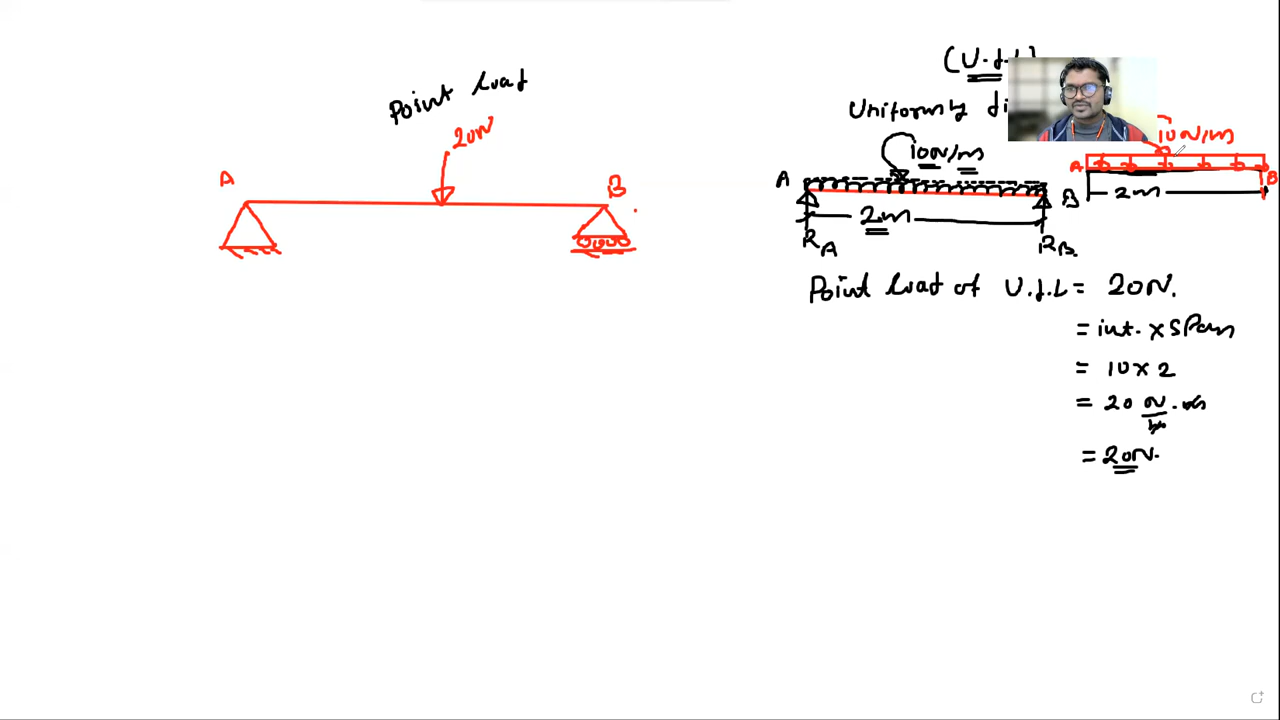 Point load
20N
A
B
(U.d.L)
Uniformly di
10N/m
A
B
2m
RA
RB.
10N/m
A
B
2m
Point load of U.d.L = 20N.
= int. x span
= 10 x 2
= 20 N/m . m
= 20N.